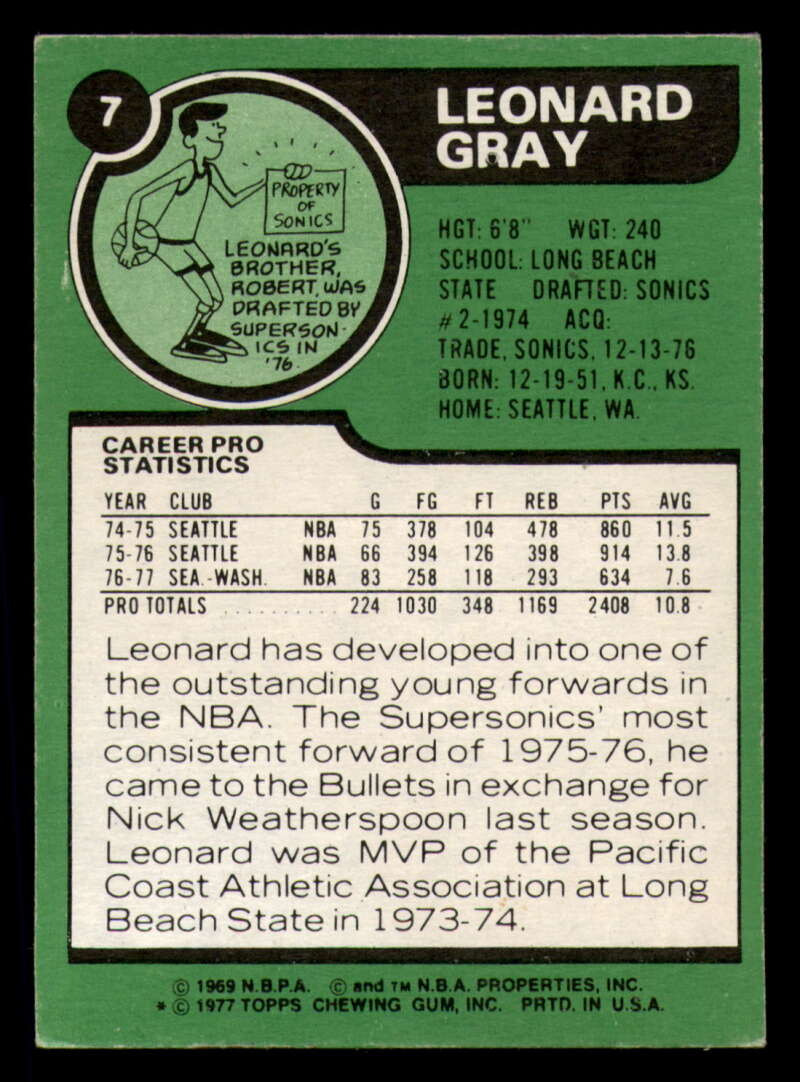 7
LEONARD
GRAY
PROPERTY
OF
SONICS
LEONARD'S
BROTHER,
ROBERT, WAS
DRAFTED BY
SUPERSON-
ICS IN
'76.
HGT: 6'8" WGT: 240
SCHOOL: LONG BEACH
STATE DRAFTED: SONICS
#2-1974 ACQ:
TRADE, SONICS, 12-13-76
BORN: 12-19-51, K.C., KS.
HOME: SEATTLE, WA.
CAREER PRO
STATISTICS
YEAR CLUB G FG FT REB PTS AVG
74-75 SEATTLE NBA 75 378 104 478 860 11.5
75-76 SEATTLE NBA 66 394 126 398 914 13.8
76-77 SEA.-WASH. NBA 83 258 118 293 634 7.6
PRO TOTALS .......... 224 1030 348 1169 2408 10.8
Leonard has developed into one of
the outstanding young forwards in
the NBA. The Supersonics' most
consistent forward of 1975-76, he
came to the Bullets in exchange for
Nick Weatherspoon last season.
Leonard was MVP of the Pacific
Coast Athletic Association at Long
Beach State in 1973-74.
© 1969 N.B.P.A. © and TM N.B.A. PROPERTIES, INC.
* © 1977 TOPPS CHEWING GUM, INC. PRTD. IN U.S.A.